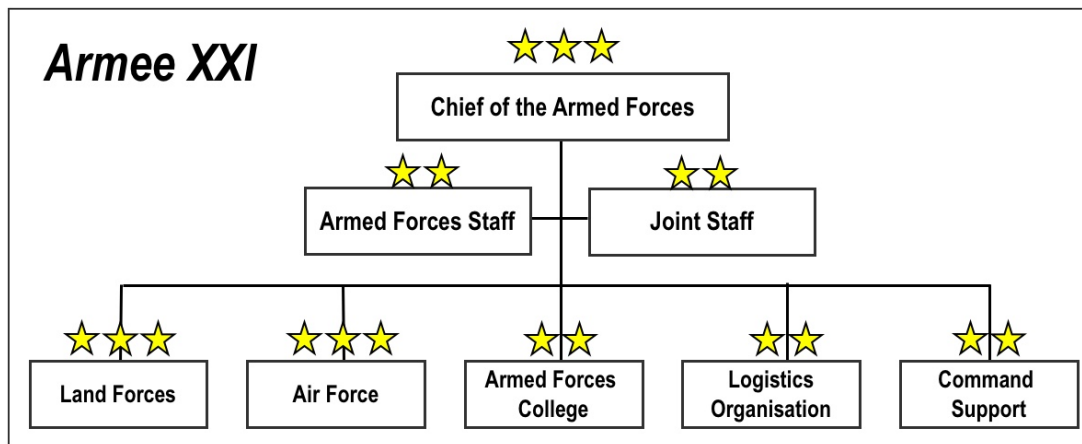 Armee XXI
Chief of the Armed Forces
Armed Forces Staff
Joint Staff
Land Forces
Air Force
Armed Forces
College
Logistics
Organisation
Command
Support